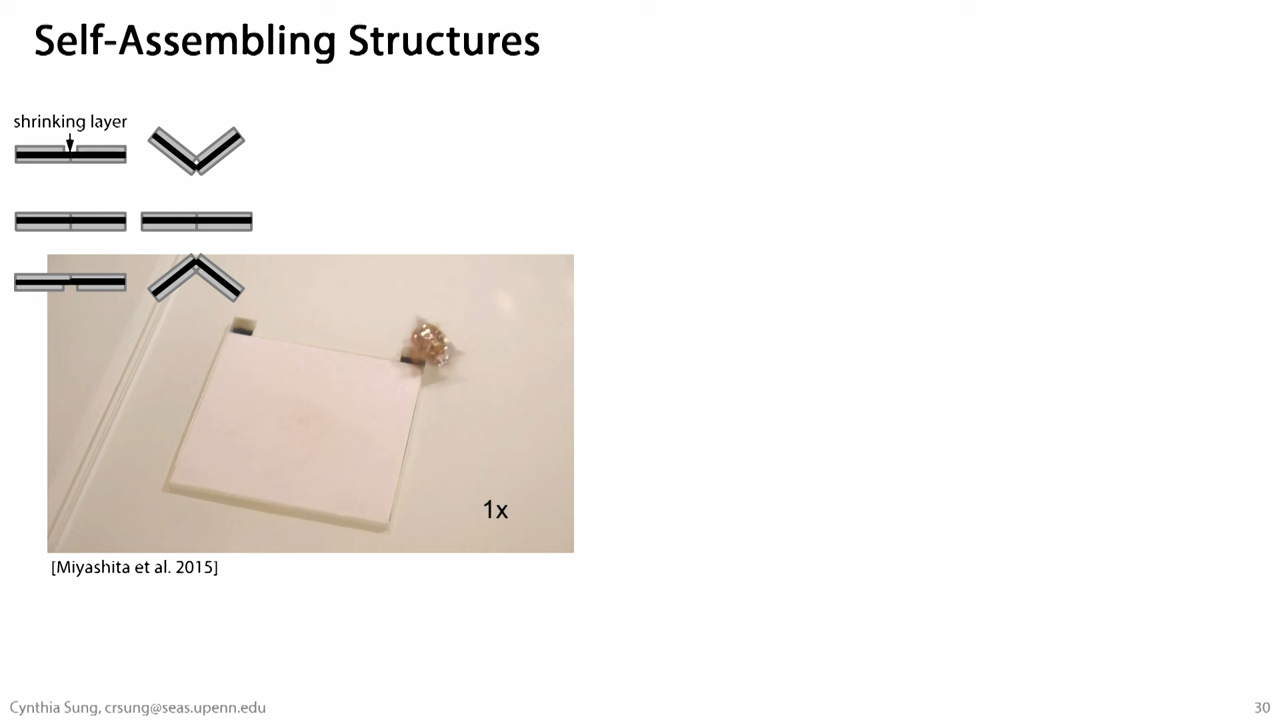 Self-Assembling Structures
shrinking layer
1x
[Miyashita et al. 2015]
Cynthia Sung, crsung@seas.upenn.edu
30